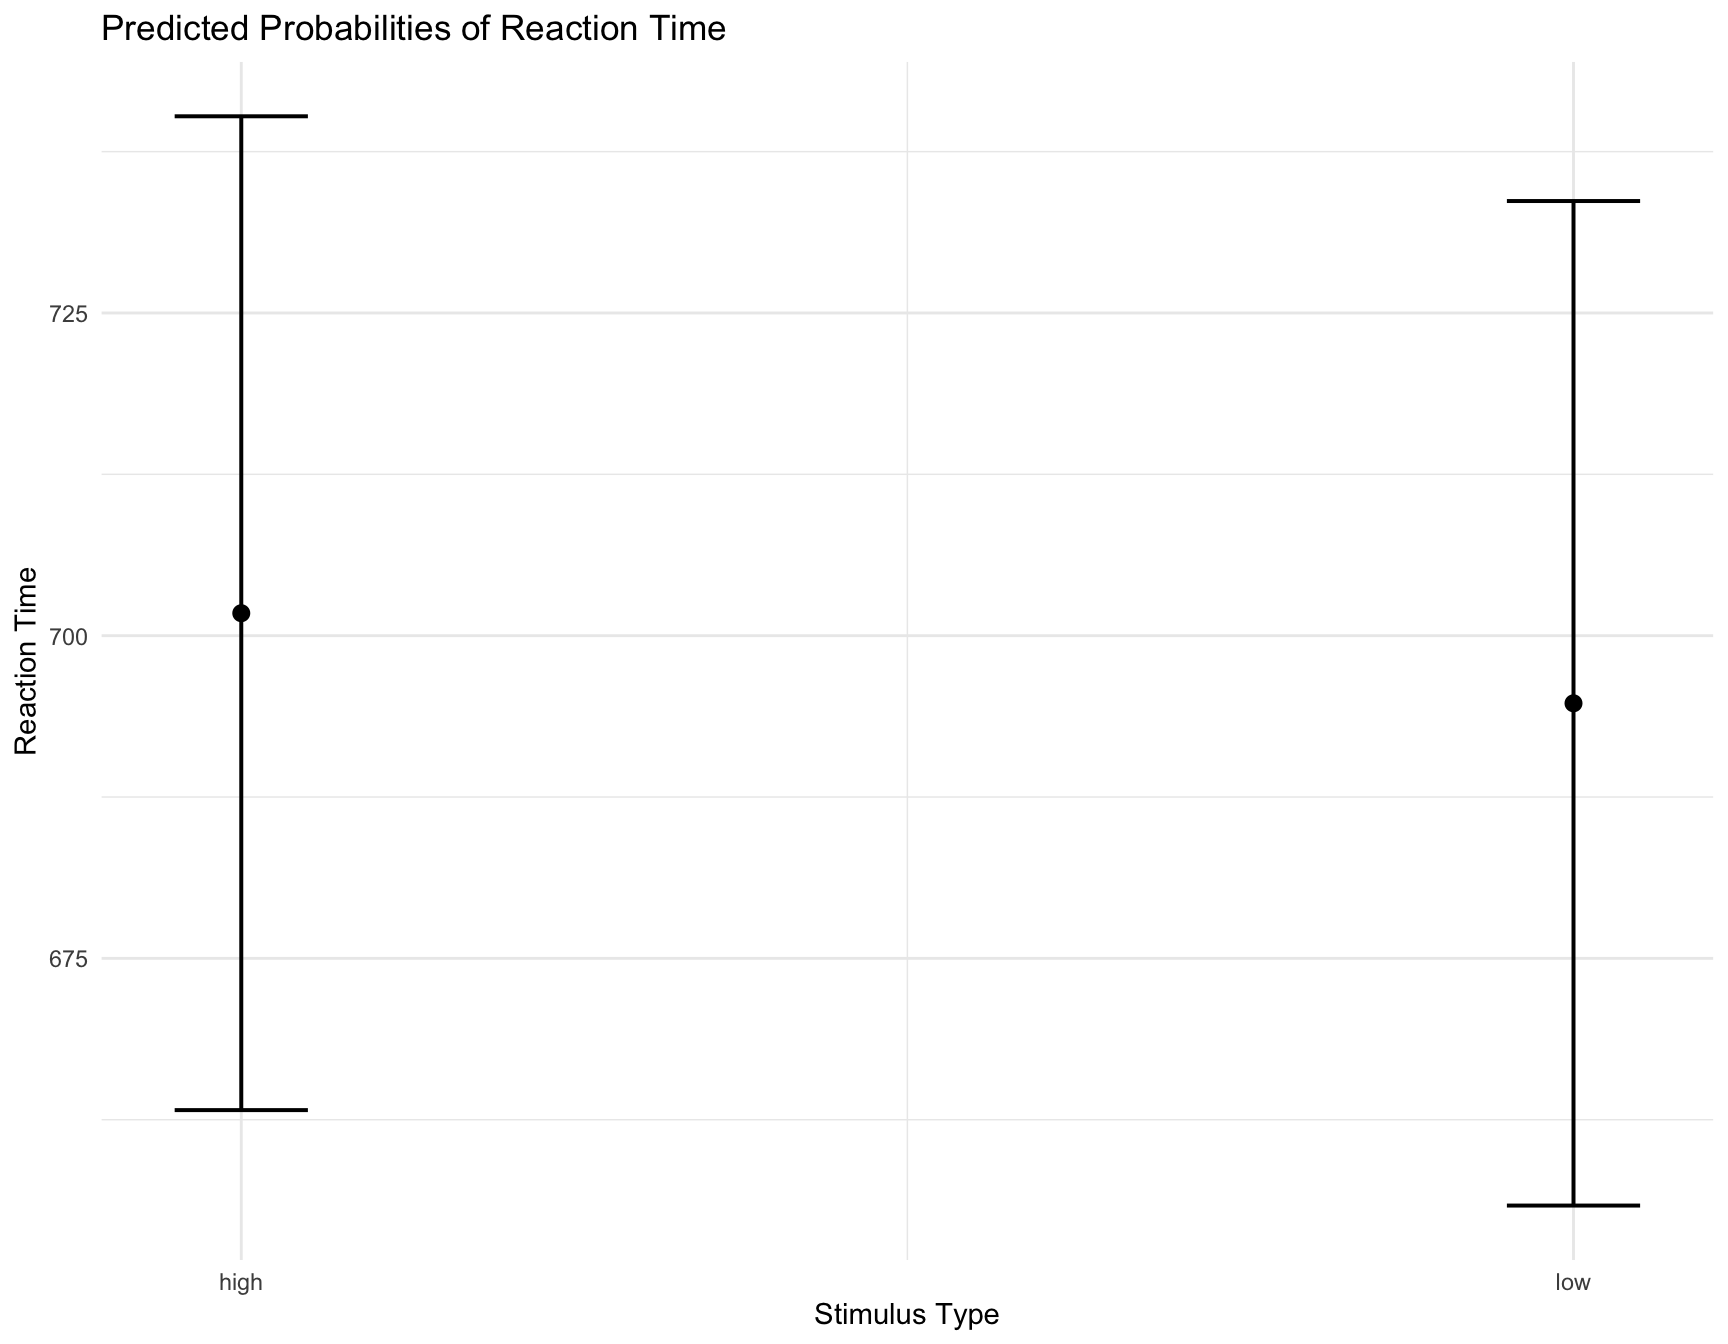 Predicted Probabilities of Reaction Time
Reaction Time
725
700
675
high
low
Stimulus Type